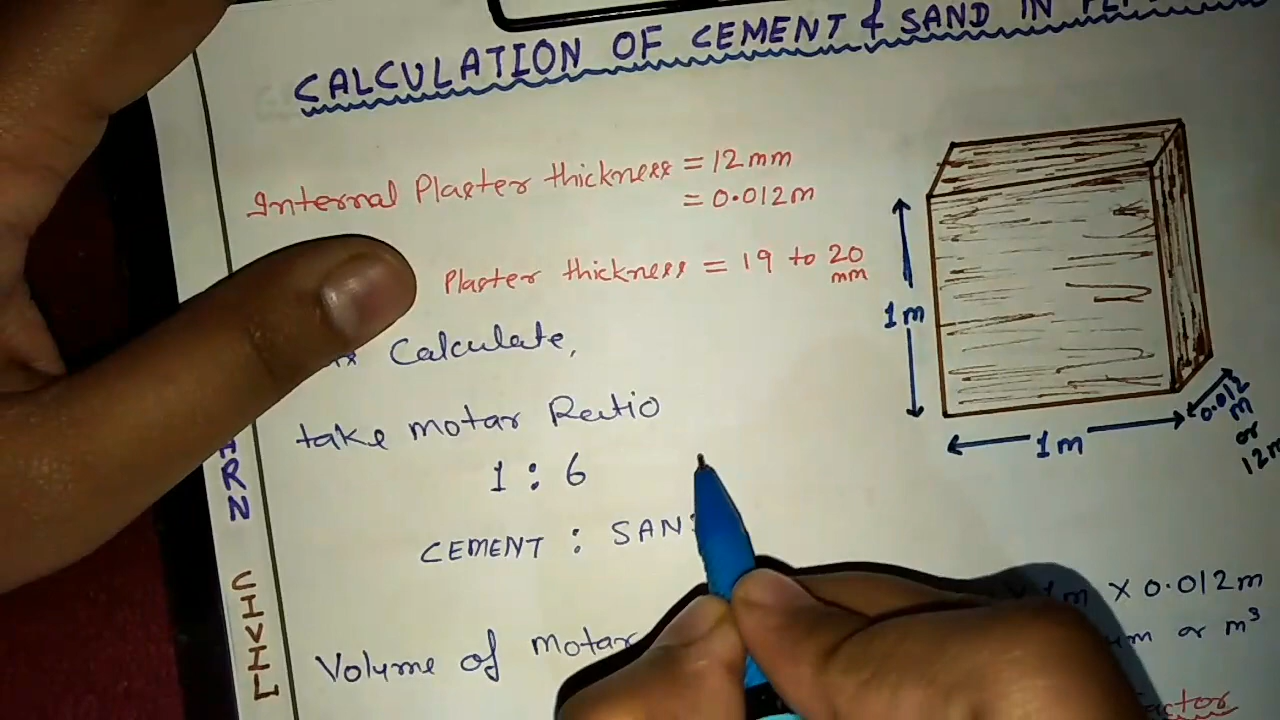 CALCULATION OF CEMENT & SAND IN
Internal Plaster thickness = 12mm
= 0.012m
Plaster thickness = 19 to 20
mm
Calculate,
take motar Ratio
1 : 6
CEMENT : SAN
Volume of motar
1m X 0.012m
m or m³
1m
1m
0.012
m
or
12m
CIVIL